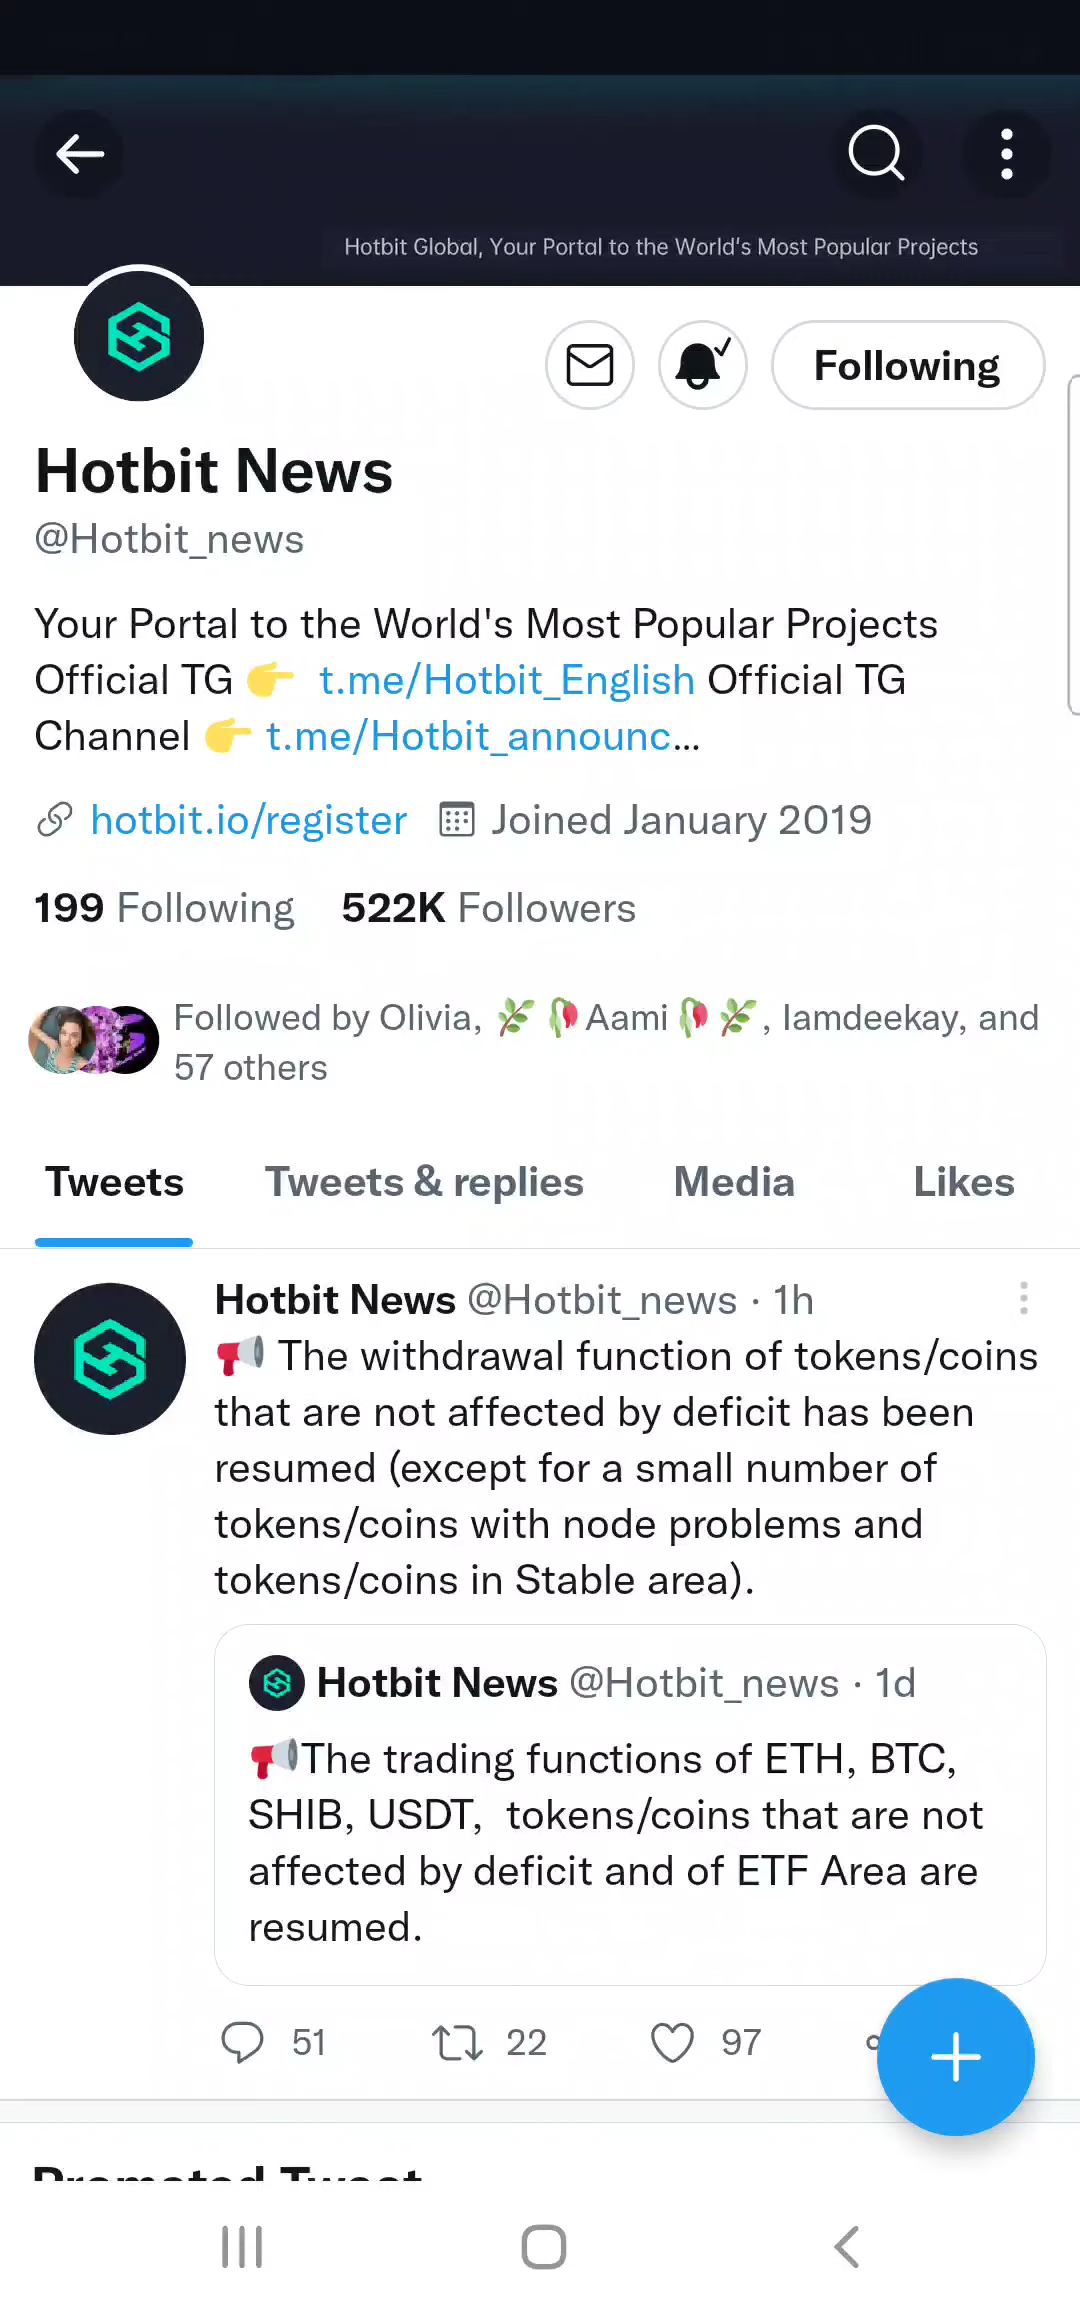 Hotbit Global, Your Portal to the World's Most Popular Projects
Following
Hotbit News
@Hotbit_news
Your Portal to the World's Most Popular Projects
Official TG 👉 t.me/Hotbit_English Official TG
Channel 👉 t.me/Hotbit_announc...
hotbit.io/register Joined January 2019
199 Following 522K Followers
Followed by Olivia, 🌿🥀Aami🥀🌿, Iamdeekay, and
57 others
Tweets Tweets & replies Media Likes
Hotbit News @Hotbit_news · 1h
📢 The withdrawal function of tokens/coins
that are not affected by deficit has been
resumed (except for a small number of
tokens/coins with node problems and
tokens/coins in Stable area).
Hotbit News @Hotbit_news · 1d
📢The trading functions of ETH, BTC,
SHIB, USDT, tokens/coins that are not
affected by deficit and of ETF Area are
resumed.
51 22 97
Promoted Tweet